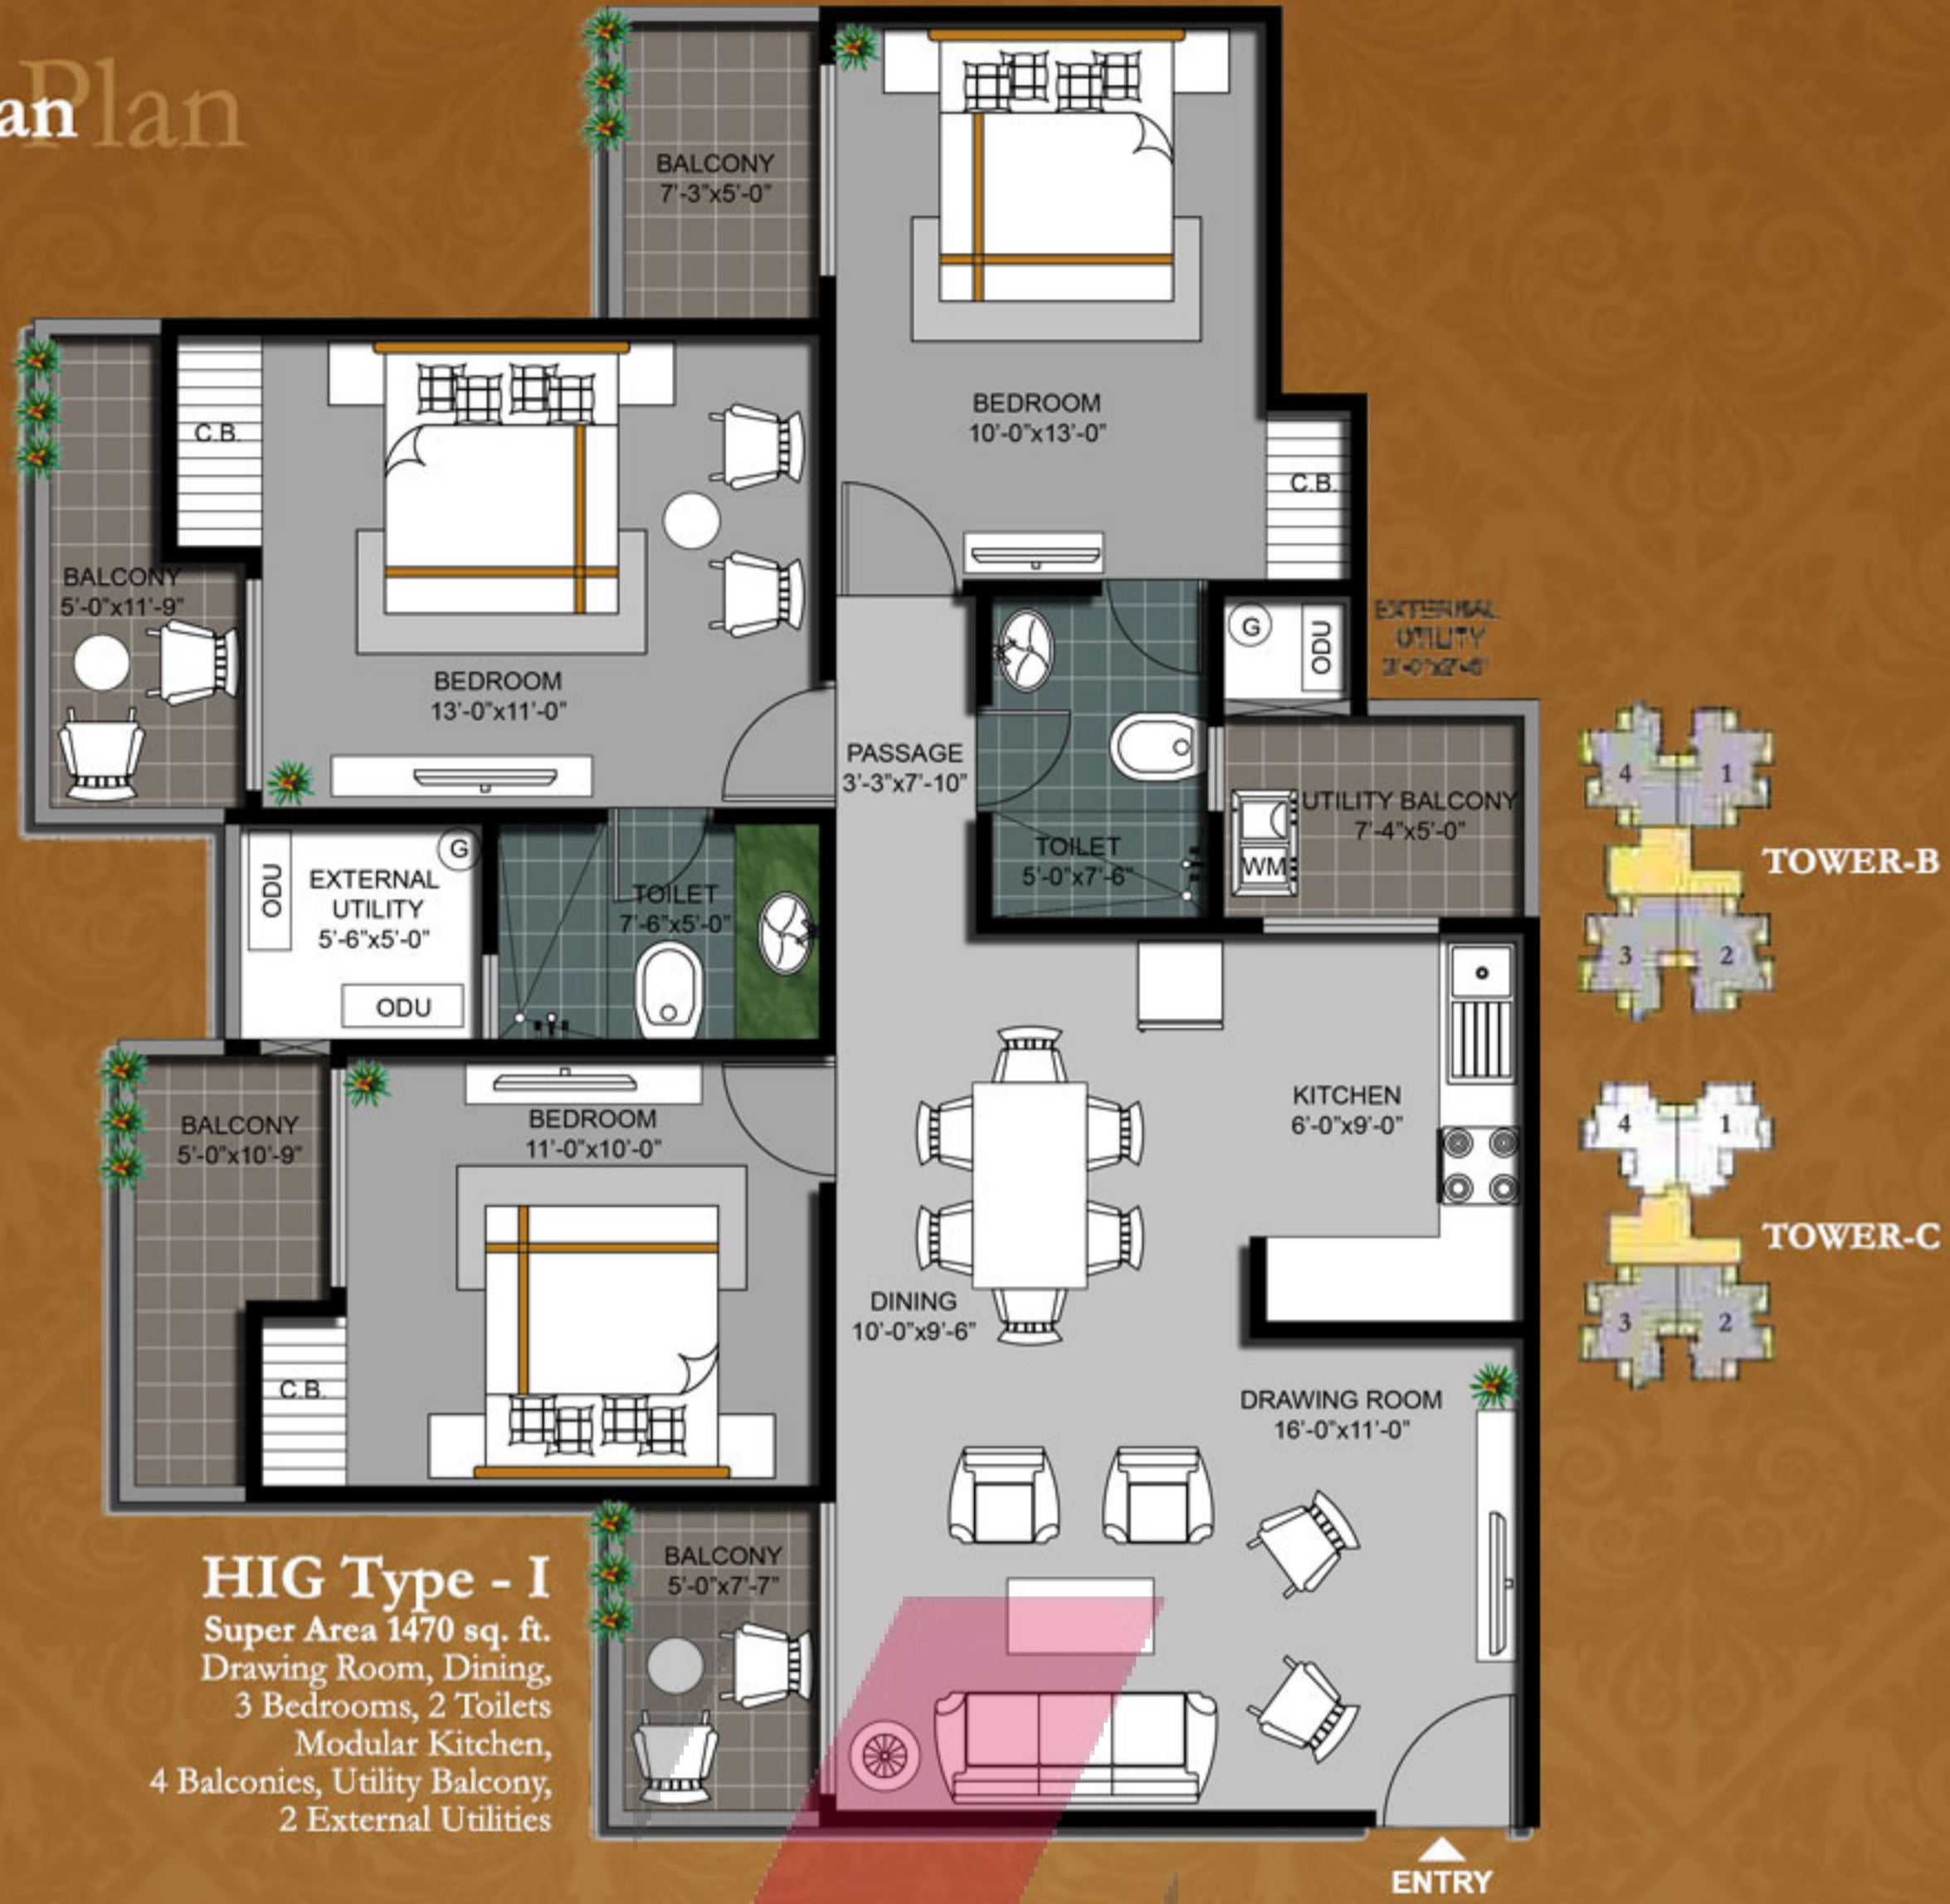 an
Plan
BALCONY
7'-3"x5'-0"
BEDROOM
10'-0"x13'-0"
C.B.
C.B.
BALCONY
5'-0"x11'-9"
BEDROOM
13'-0"x11'-0"
G
ODU
EXTERNAL
UTILITY
PASSAGE
3'-3"x7'-10"
UTILITY BALCONY
7'-4"x5'-0"
WM
TOILET
5'-0"x7'-6"
ODU
G
EXTERNAL
UTILITY
5'-6"x5'-0"
ODU
TOILET
7'-6"x5'-0"
4 1
3 2
TOWER-B
BALCONY
5'-0"x10'-9"
BEDROOM
11'-0"x10'-0"
C.B.
KITCHEN
6'-0"x9'-0"
4 1
3 2
TOWER-C
DINING
10'-0"x9'-6"
DRAWING ROOM
16'-0"x11'-0"
BALCONY
5'-0"x7'-7"
HIG Type - I
Super Area 1470 sq. ft.
Drawing Room, Dining,
3 Bedrooms, 2 Toilets
Modular Kitchen,
4 Balconies, Utility Balcony,
2 External Utilities
ENTRY